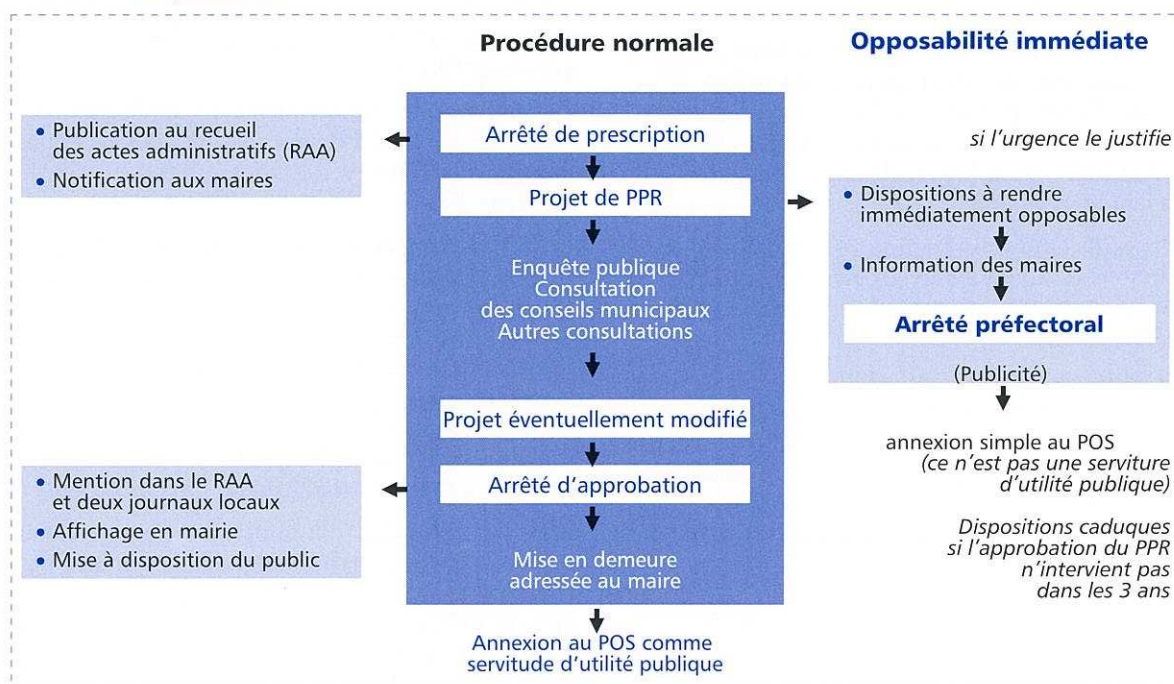 Procédure normale
Opposabilité immédiate
• Publication au recueil
des actes administratifs (RAA)
• Notification aux maires
Arrêté de prescription
Projet de PPR
Enquête publique
Consultation
des conseils municipaux
Autres consultations
Projet éventuellement modifié
• Mention dans le RAA
et deux journaux locaux
• Affichage en mairie
• Mise à disposition du public
Arrêté d'approbation
Mise en demeure
adressée au maire
Annexion au POS comme
servitude d'utilité publique
si l'urgence le justifie
• Dispositions à rendre
immédiatement opposables
• Information des maires
Arrêté préfectoral
(Publicité)
annexion simple au POS
(ce n'est pas une serviture
d'utilité publique)
Dispositions caduques
si l'approbation du PPR
n'intervient pas
dans les 3 ans